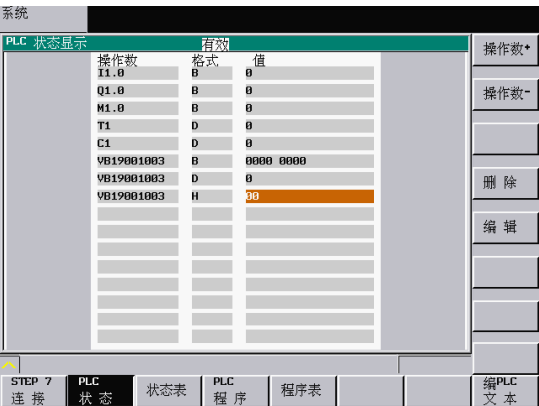 系统
PLC 状态显示 有效
操作数 格式 值
I1.0 B 0
Q1.0 B 0
M1.0 B 0
T1 D 0
C1 D 0
VB19001003 B 0000 0000
VB19001003 D 0
VB19001003 H 00
操作数+
操作数-
删 除
编 辑
STEP 7
连 接
PLC
状 态
状态表
PLC
程 序
程序表
编PLC
文 本